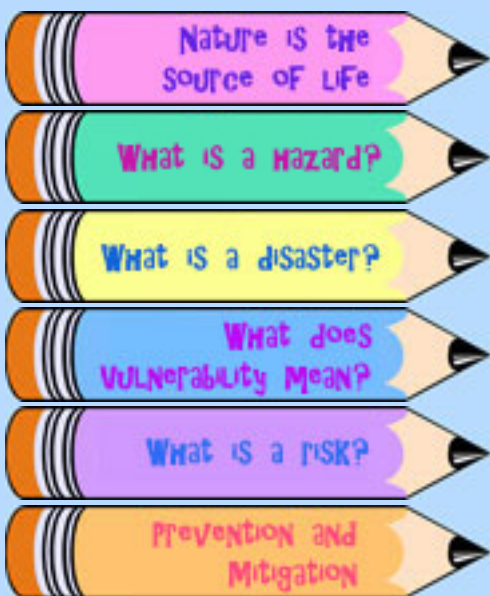 Nature is the
source of life
What is a Hazard?
What is a disaster?
What does
vulnerability mean?
What is a risk?
Prevention and
Mitigation